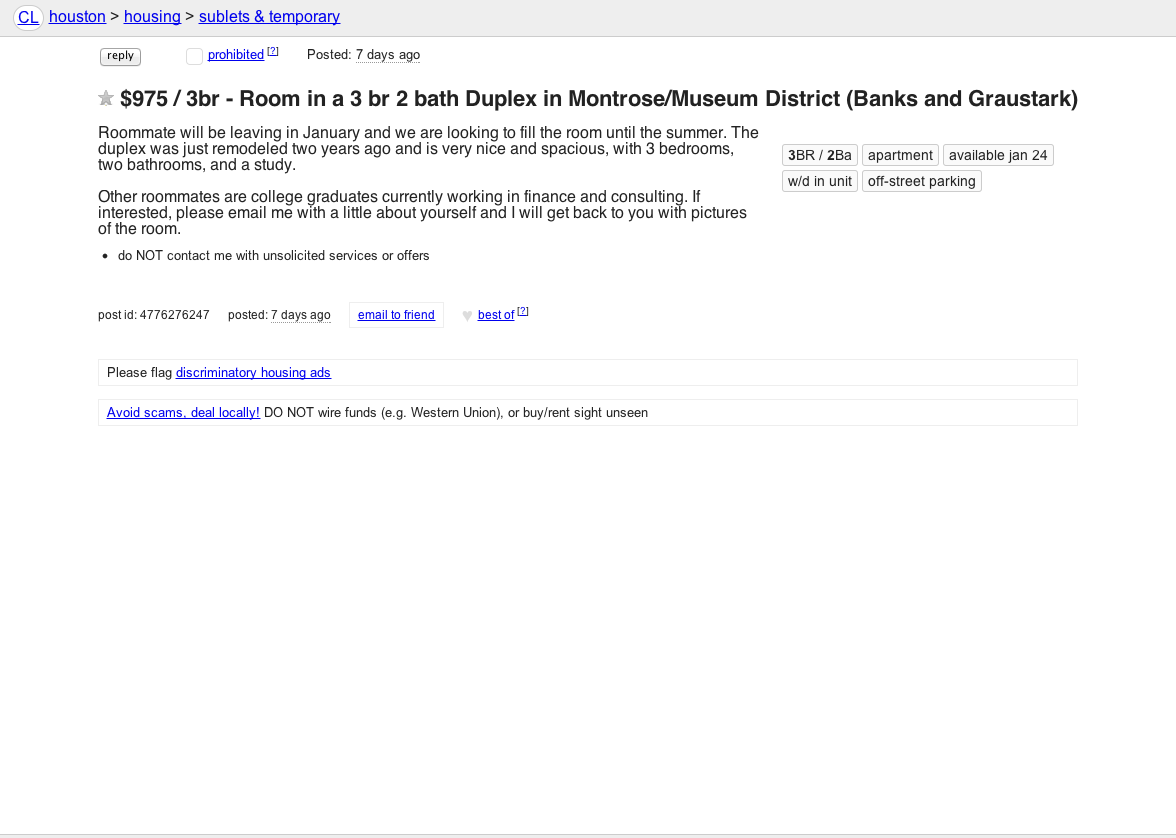 CL houston > housing > sublets & temporary
reply prohibited [?] Posted: 7 days ago
$975 / 3br - Room in a 3 br 2 bath Duplex in Montrose/Museum District (Banks and Graustark)
Roommate will be leaving in January and we are looking to fill the room until the summer. The
duplex was just remodeled two years ago and is very nice and spacious, with 3 bedrooms,
two bathrooms, and a study.
Other roommates are college graduates currently working in finance and consulting. If
interested, please email me with a little about yourself and I will get back to you with pictures
of the room.
do NOT contact me with unsolicited services or offers
3BR / 2Ba apartment available jan 24
w/d in unit off-street parking
post id: 4776276247 posted: 7 days ago email to friend best of [?]
Please flag discriminatory housing ads
Avoid scams, deal locally! DO NOT wire funds (e.g. Western Union), or buy/rent sight unseen